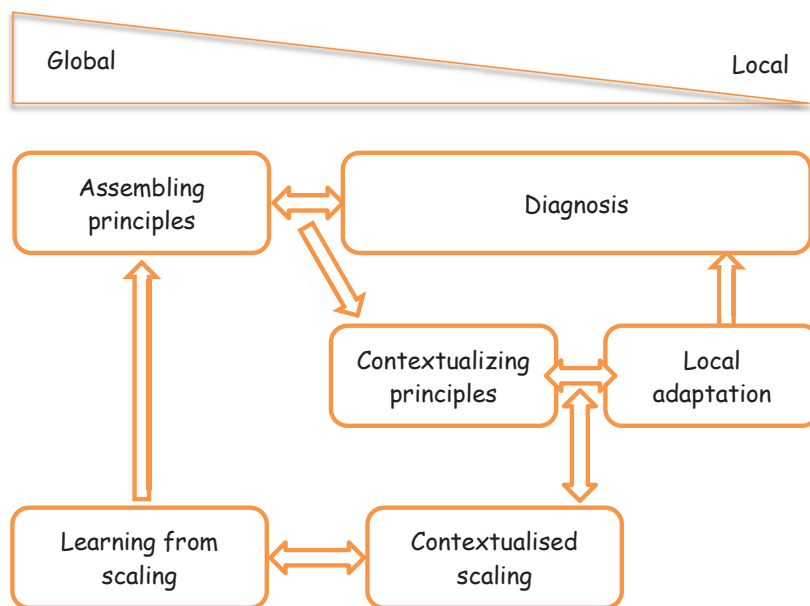 Global
Local
Assembling
principles
Diagnosis
Contextualizing
principles
Local
adaptation
Learning from
scaling
Contextualised
scaling